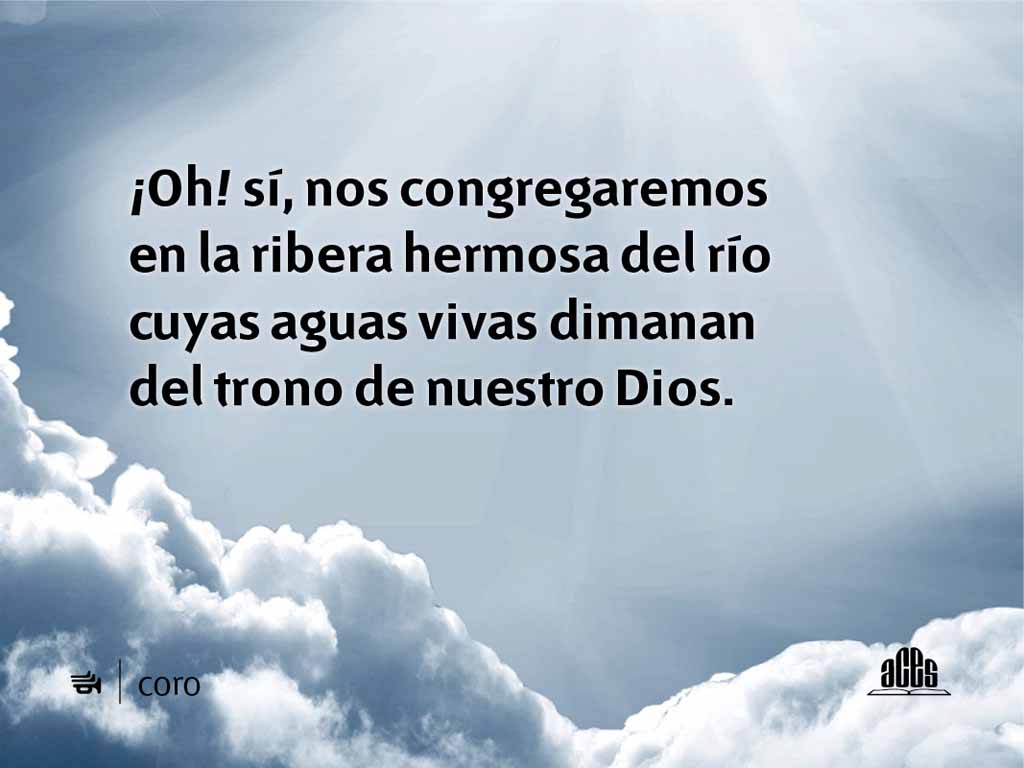 ¡Oh! sí, nos congregaremos
en la ribera hermosa del río
cuyas aguas vivas dimanan
del trono de nuestro Dios.
coro
aces